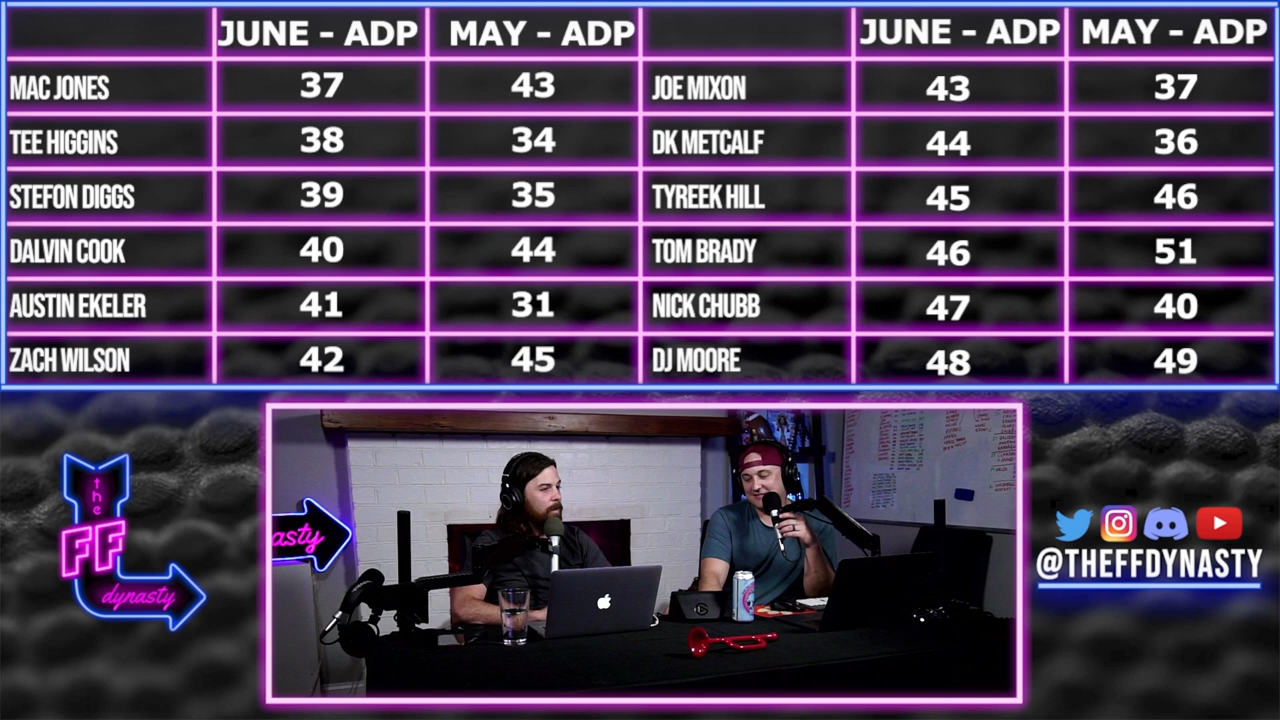 JUNE - ADP MAY - ADP JUNE - ADP MAY - ADP
MAC JONES 37 43 JOE MIXON 43 37
TEE HIGGINS 38 34 DK METCALF 44 36
STEFON DIGGS 39 35 TYREEK HILL 45 46
DALVIN COOK 40 44 TOM BRADY 46 51
AUSTIN EKELER 41 31 NICK CHUBB 47 40
ZACH WILSON 42 45 DJ MOORE 48 49
the
FF
dynasty
asty
@THEFFDYNASTY